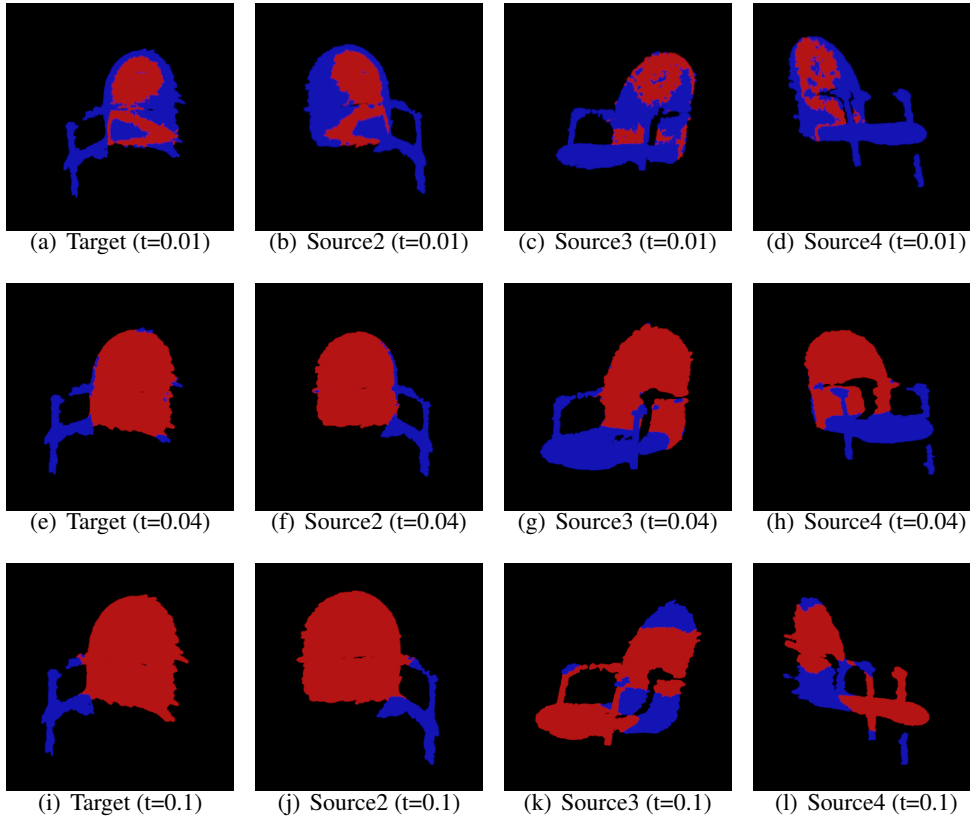 (a) Target (t=0.01)
(b) Source2 (t=0.01)
(c) Source3 (t=0.01)
(d) Source4 (t=0.01)
(e) Target (t=0.04)
(f) Source2 (t=0.04)
(g) Source3 (t=0.04)
(h) Source4 (t=0.04)
(i) Target (t=0.1)
(j) Source2 (t=0.1)
(k) Source3 (t=0.1)
(l) Source4 (t=0.1)